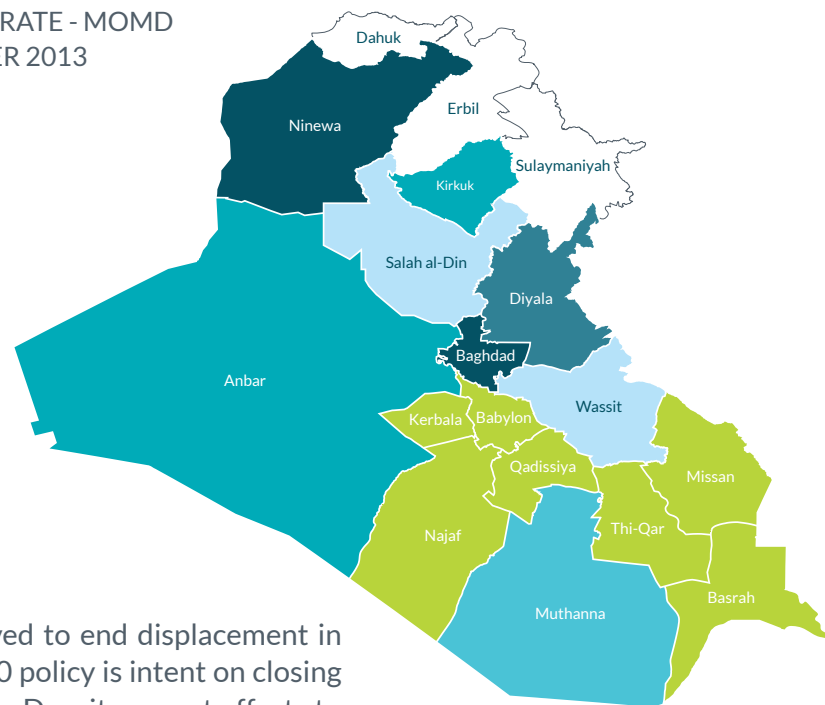 RATE - MOMD
ER 2013
Dahuk
Erbil
Ninewa
Sulaymaniyah
Kirkuk
Salah al-Din
Diyala
Baghdad
Anbar
Wassit
Kerbala
Babylon
Qadissiya
Missan
Najaf
Thi-Qar
Basrah
Muthanna
ved to end displacement in
0 policy is intent on closing